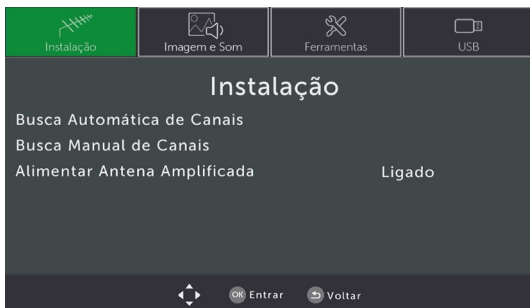 Instalação
Imagem e Som
Ferramentas
USB
Instalação
Busca Automática de Canais
Busca Manual de Canais
Alimentar Antena Amplificada Ligado
OK Entrar Voltar